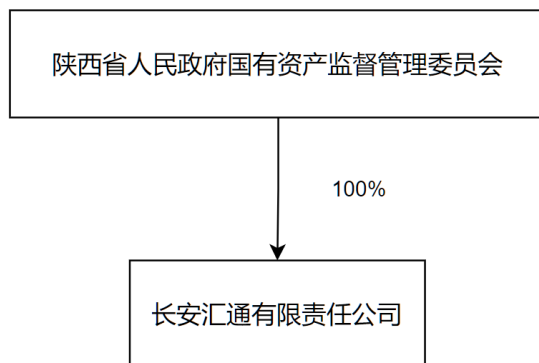 陕西省人民政府国有资产监督管理委员会
100%
长安汇通有限责任公司